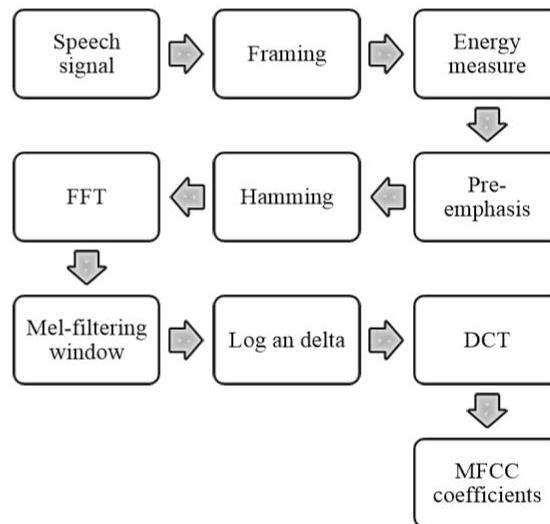 Speech
signal
Framing
Energy
measure
Pre-
emphasis
Hamming
FFT
Mel-filtering
window
Log an delta
DCT
MFCC
coefficients